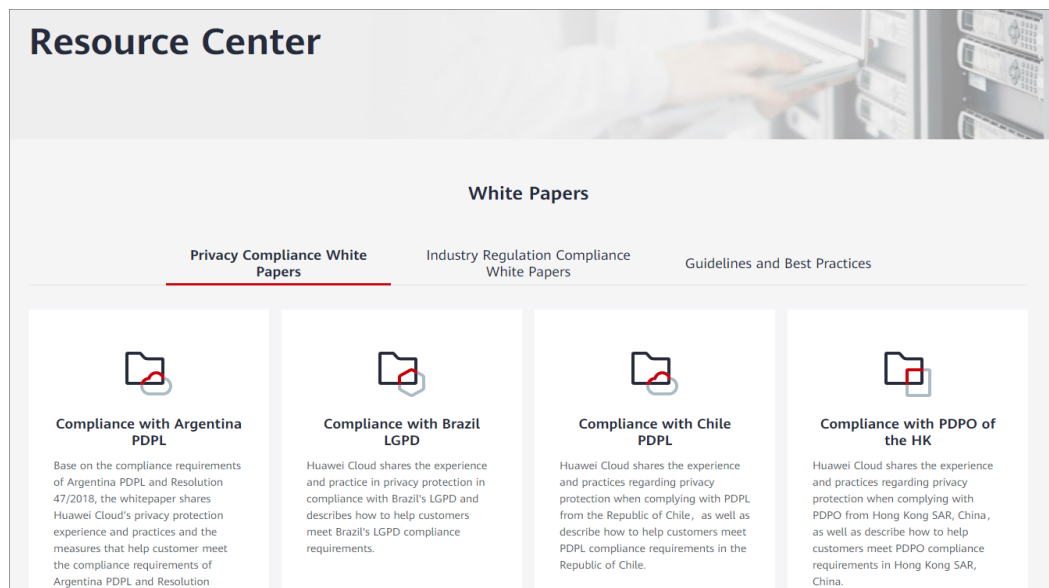 Resource Center
White Papers
Privacy Compliance White
Papers
Industry Regulation Compliance
White Papers
Guidelines and Best Practices
Compliance with Argentina
PDPL
Base on the compliance requirements
of Argentina PDPL and Resolution
47/2018, the whitepaper shares
Huawei Cloud's privacy protection
experience and practices and the
measures that help customer meet
the compliance requirements of
Argentina PDPL and Resolution
Compliance with Brazil
LGPD
Huawei Cloud shares the experience
and practice in privacy protection in
compliance with Brazil's LGPD and
describes how to help customers
meet Brazil's LGPD compliance
requirements.
Compliance with Chile
PDPL
Huawei Cloud shares the experience
and practices regarding privacy
protection when complying with PDPL
from the Republic of Chile，as well as
describe how to help customers meet
PDPL compliance requirements in the
Republic of Chile.
Compliance with PDPO of
the HK
Huawei Cloud shares the experience
and practices regarding privacy
protection when complying with
PDPO from Hong Kong SAR, China，
as well as describe how to help
customers meet PDPO compliance
requirements in Hong Kong SAR,
China.